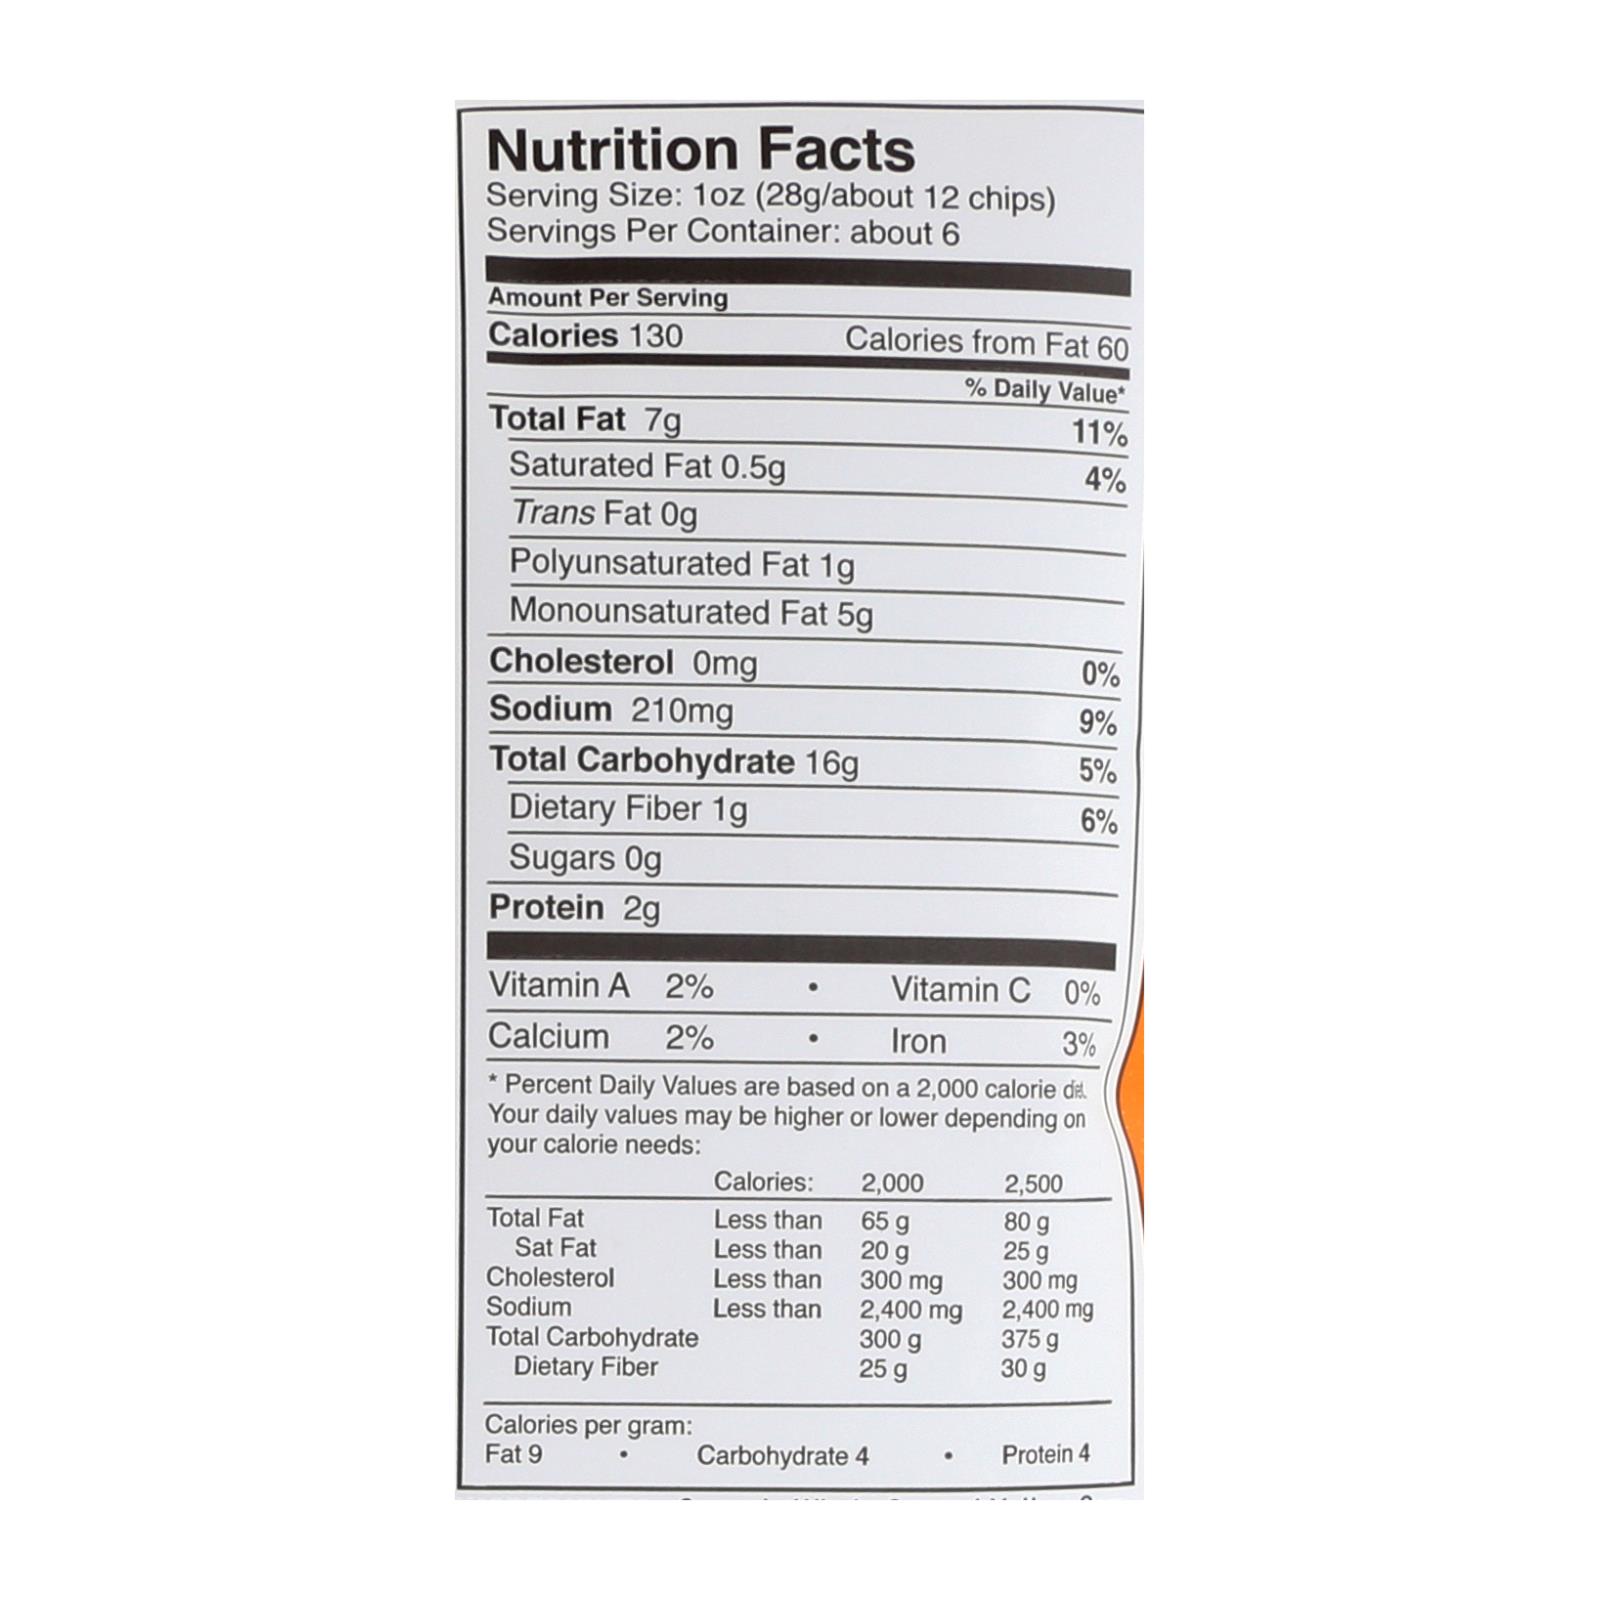 Nutrition Facts
Serving Size: 1oz (28g/about 12 chips)
Servings Per Container: about 6
Amount Per Serving
Calories 130 Calories from Fat 60
% Daily Value*
Total Fat 7g 11%
Saturated Fat 0.5g 4%
Trans Fat 0g
Polyunsaturated Fat 1g
Monounsaturated Fat 5g
Cholesterol 0mg 0%
Sodium 210mg 9%
Total Carbohydrate 16g 5%
Dietary Fiber 1g 6%
Sugars 0g
Protein 2g
Vitamin A 2% • Vitamin C 0%
Calcium 2% • Iron 3%
* Percent Daily Values are based on a 2,000 calorie diet.
Your daily values may be higher or lower depending on
your calorie needs:
Calories: 2,000 2,500
Total Fat Less than 65 g 80 g
Sat Fat Less than 20 g 25 g
Cholesterol Less than 300 mg 300 mg
Sodium Less than 2,400 mg 2,400 mg
Total Carbohydrate 300 g 375 g
Dietary Fiber 25 g 30 g
Calories per gram:
Fat 9 • Carbohydrate 4 • Protein 4